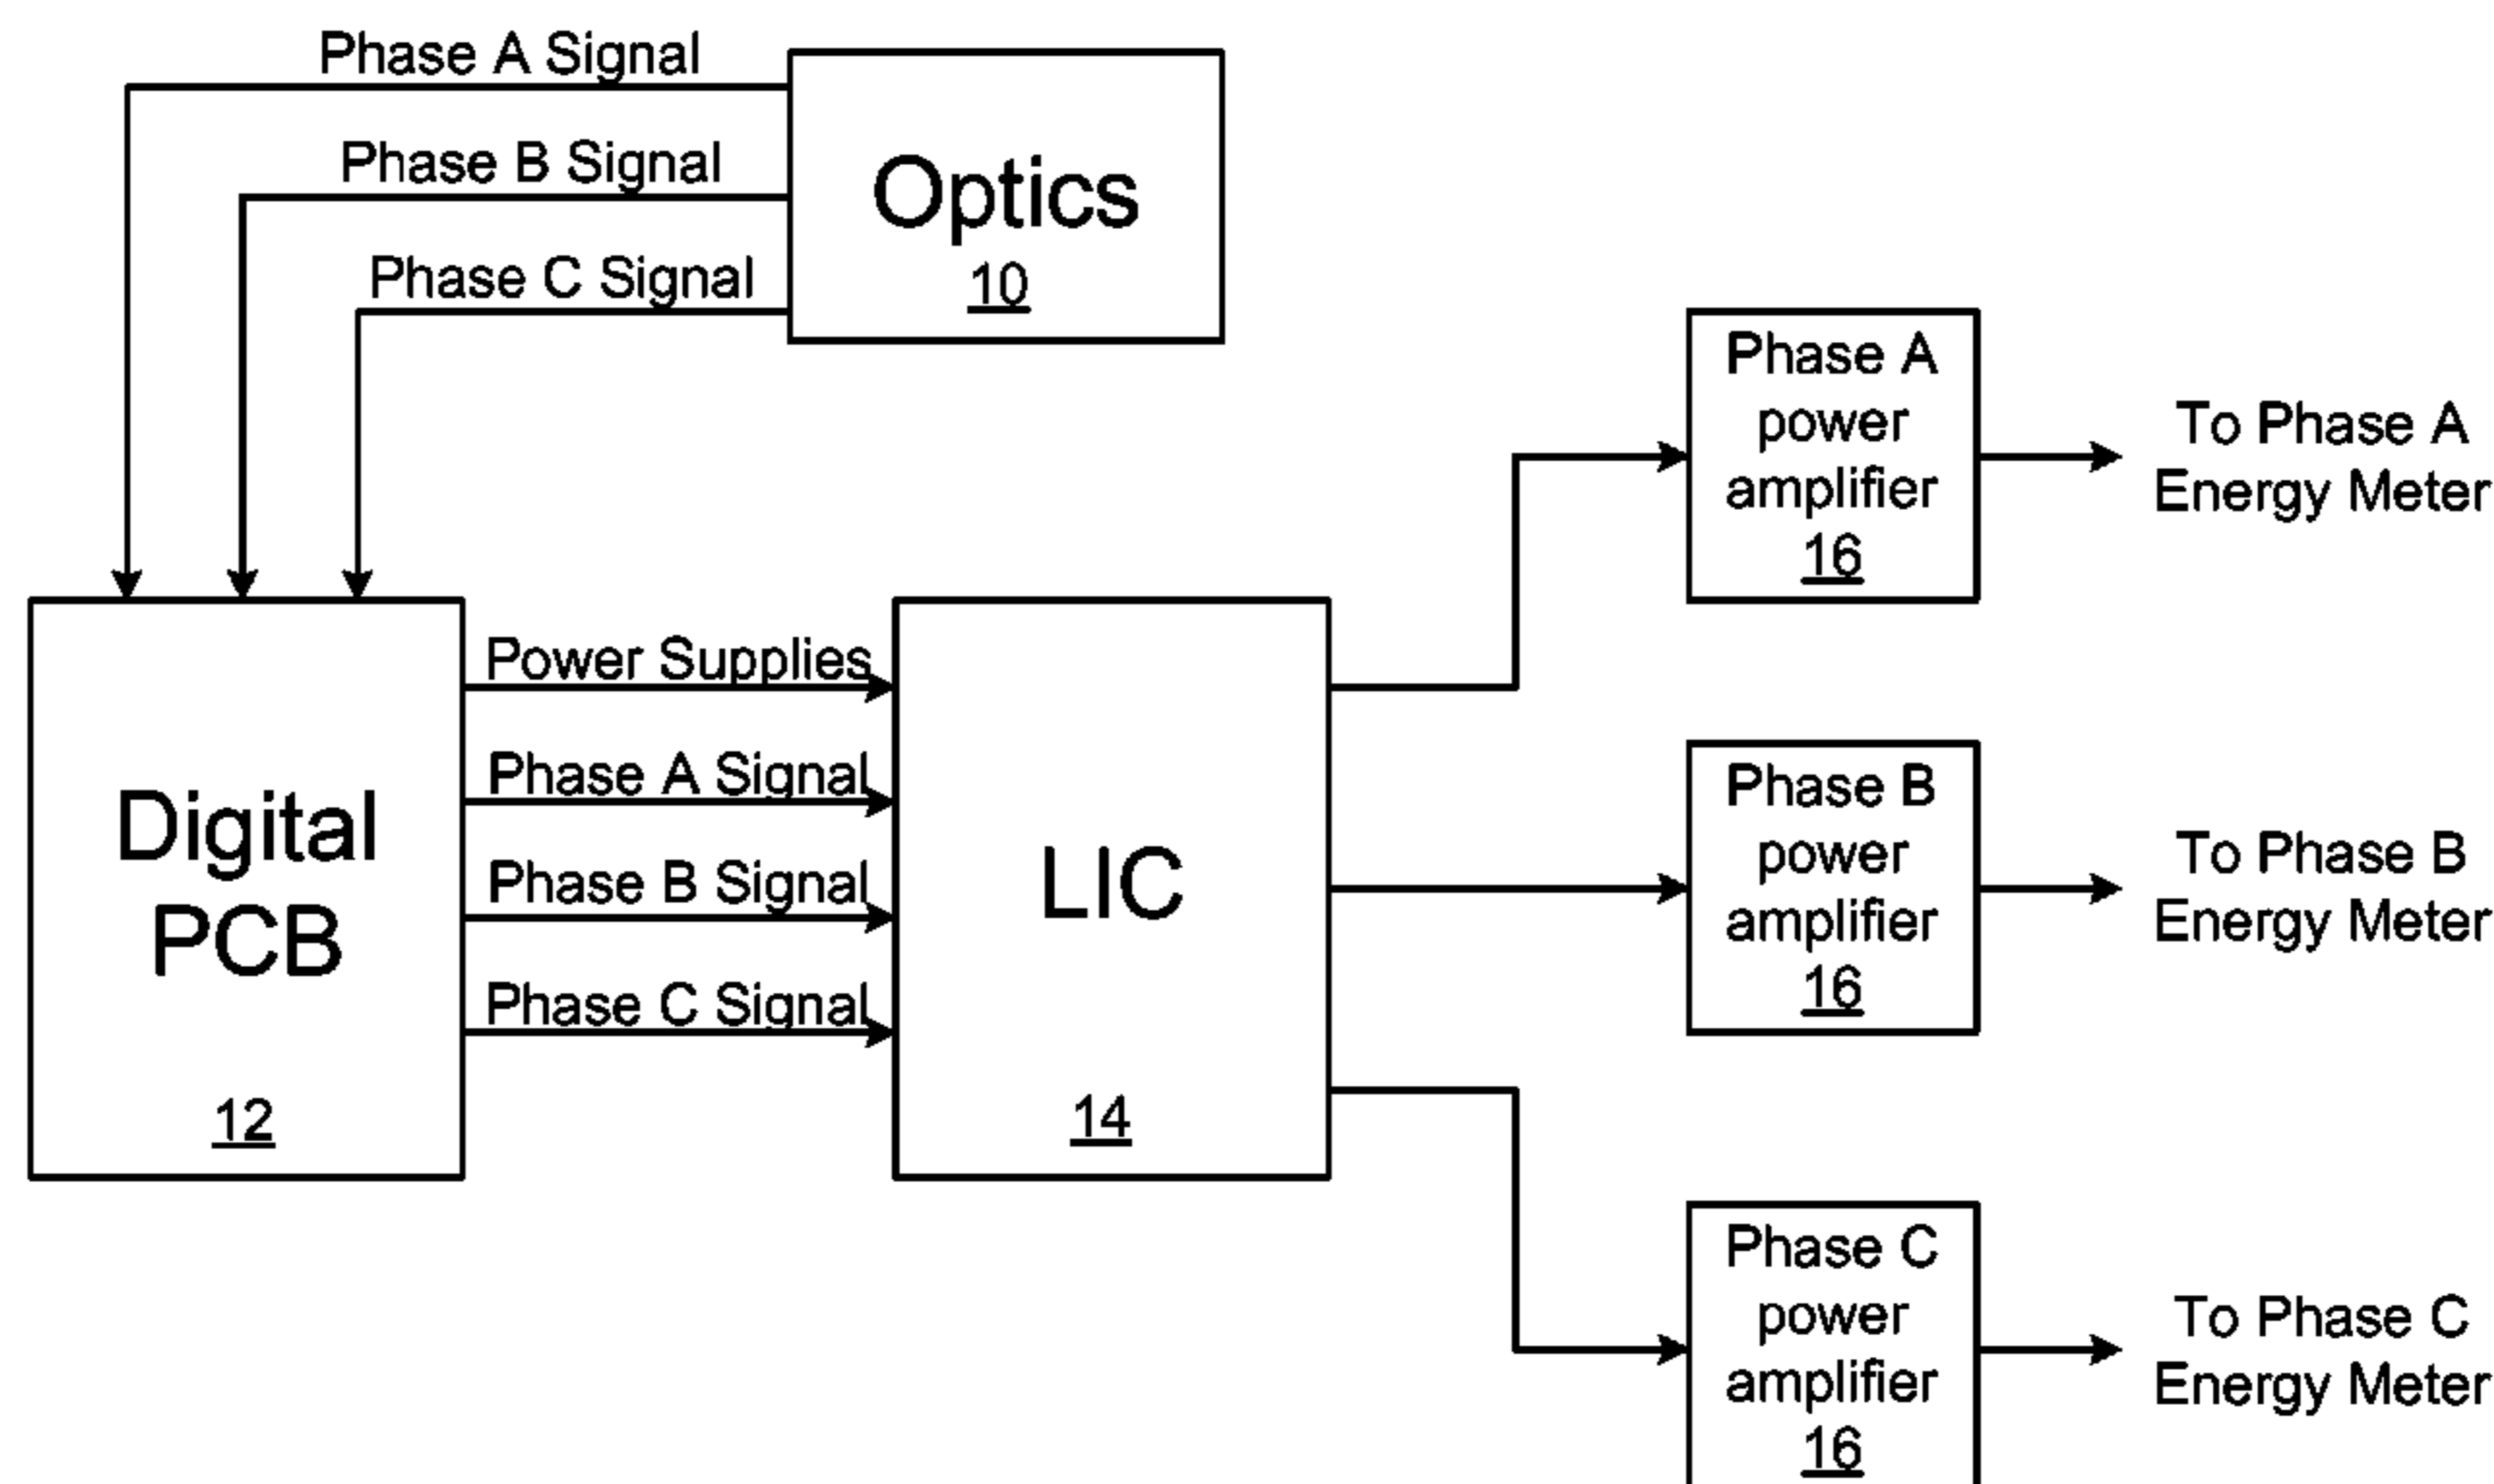 Phase A Signal
Phase B Signal
Phase C Signal
Optics
10
Digital
PCB
12
Power Supplies
Phase A Signal
Phase B Signal
Phase C Signal
LIC
14
Phase A
power
amplifier
16
To Phase A
Energy Meter
Phase B
power
amplifier
16
To Phase B
Energy Meter
Phase C
power
amplifier
16
To Phase C
Energy Meter